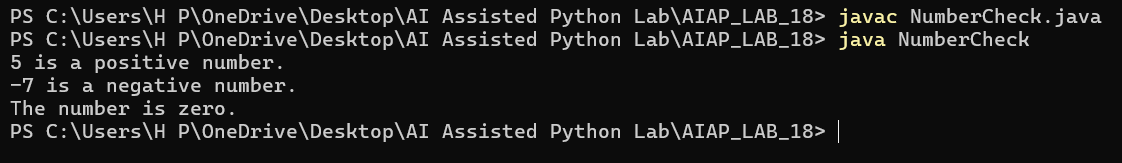 PS C:\Users\H P\OneDrive\Desktop\AI Assisted Python Lab\AIAP_LAB_18> javac NumberCheck.java
PS C:\Users\H P\OneDrive\Desktop\AI Assisted Python Lab\AIAP_LAB_18> java NumberCheck
5 is a positive number.
-7 is a negative number.
The number is zero.
PS C:\Users\H P\OneDrive\Desktop\AI Assisted Python Lab\AIAP_LAB_18>